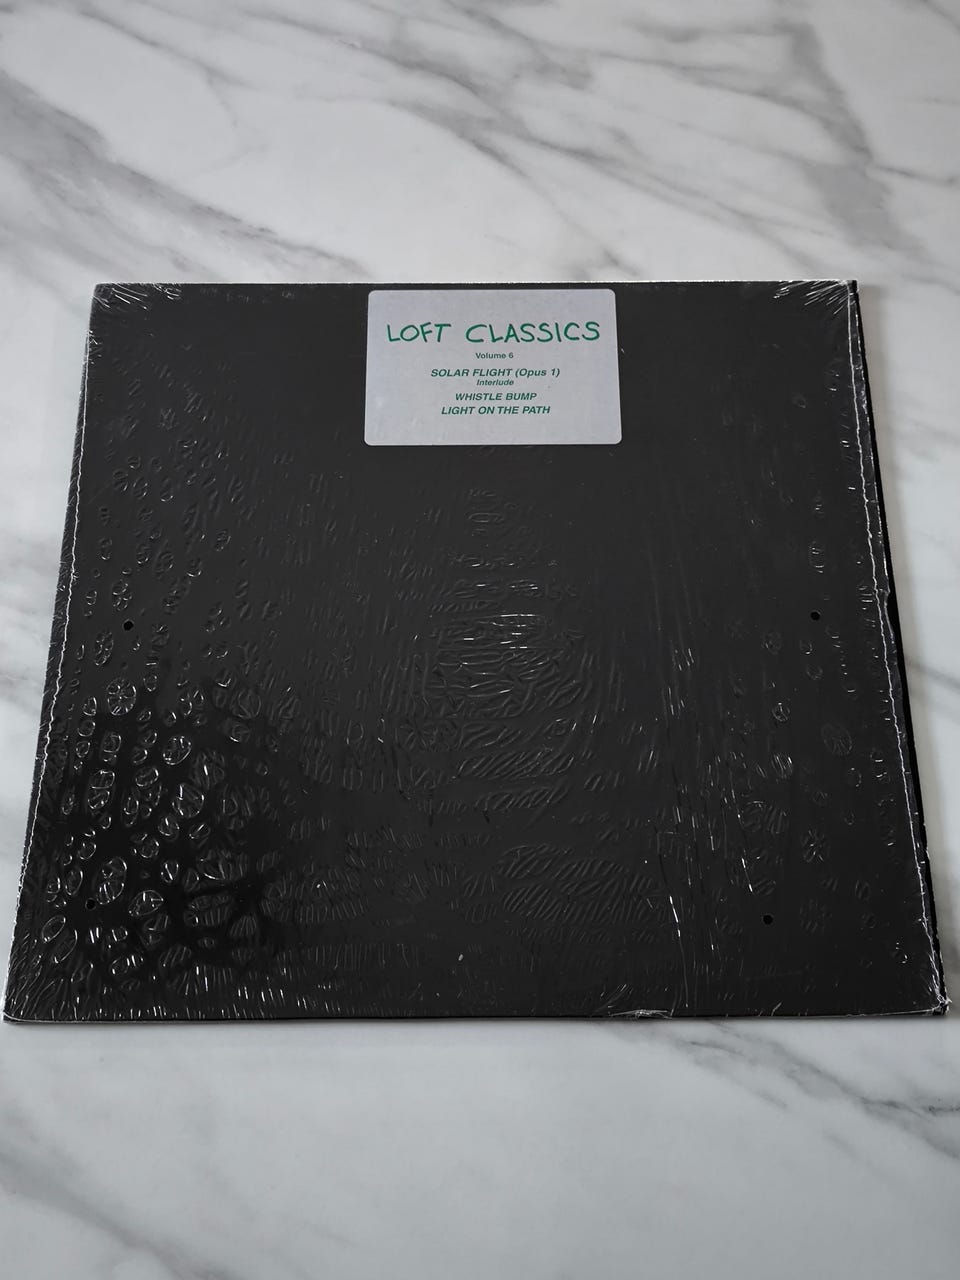 LOFT CLASSICS
Volume 6
SOLAR FLIGHT (Opus 1)
Interlude
WHISTLE BUMP
LIGHT ON THE PATH